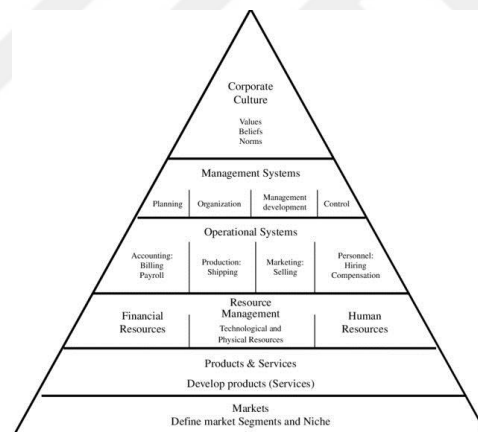 Corporate
Culture
Values
Beliefs
Norms
Management Systems
Planning
Organization
Management
development
Control
Operational Systems
Accounting:
Billing
Payroll
Production:
Shipping
Marketing:
Selling
Personnel:
Hiring
Compensation
Financial
Resources
Resource
Management
Technological and
Physical Resources
Human
Resources
Products & Services
Develop products (Services)
Markets
Define market Segments and Niche